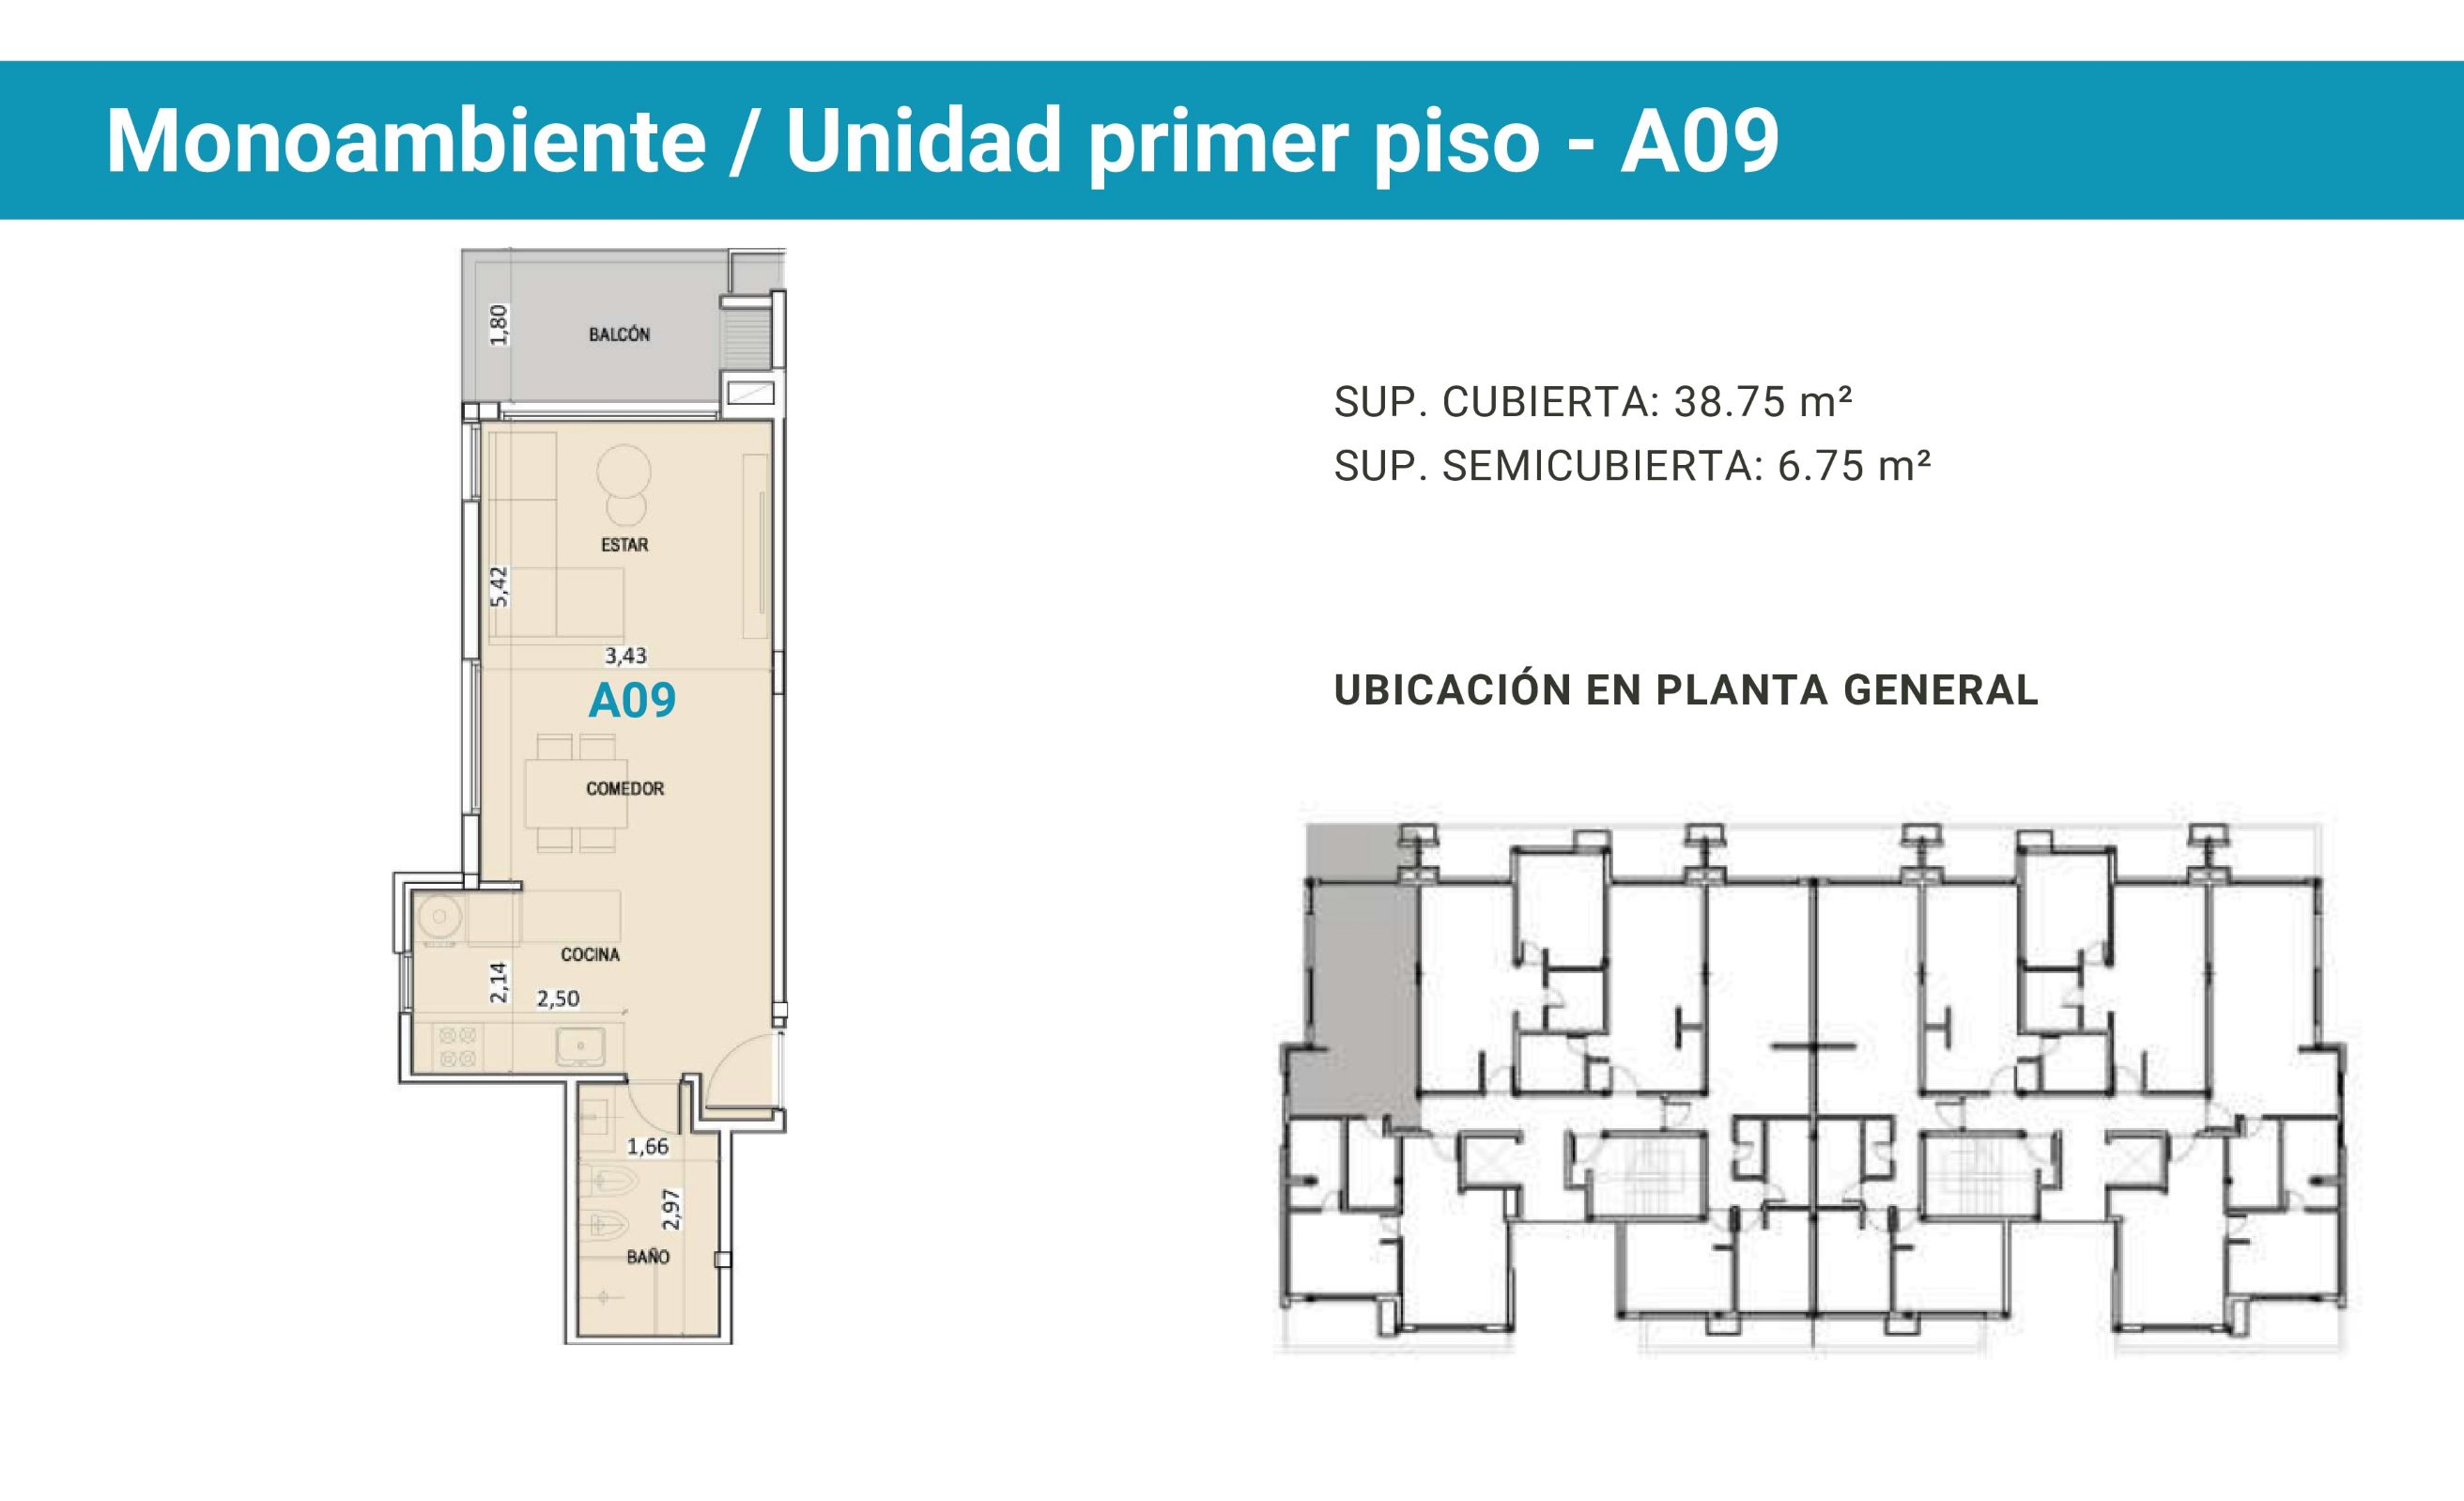 Monoambiente / Unidad primer piso - A09
1,80
BALCÓN
ESTAR
5,42
3,43
A09
COMEDOR
COCINA
2,14
2,50
1,66
2,97
BAÑO
SUP. CUBIERTA: 38.75 m²
SUP. SEMICUBIERTA: 6.75 m²
UBICACIÓN EN PLANTA GENERAL